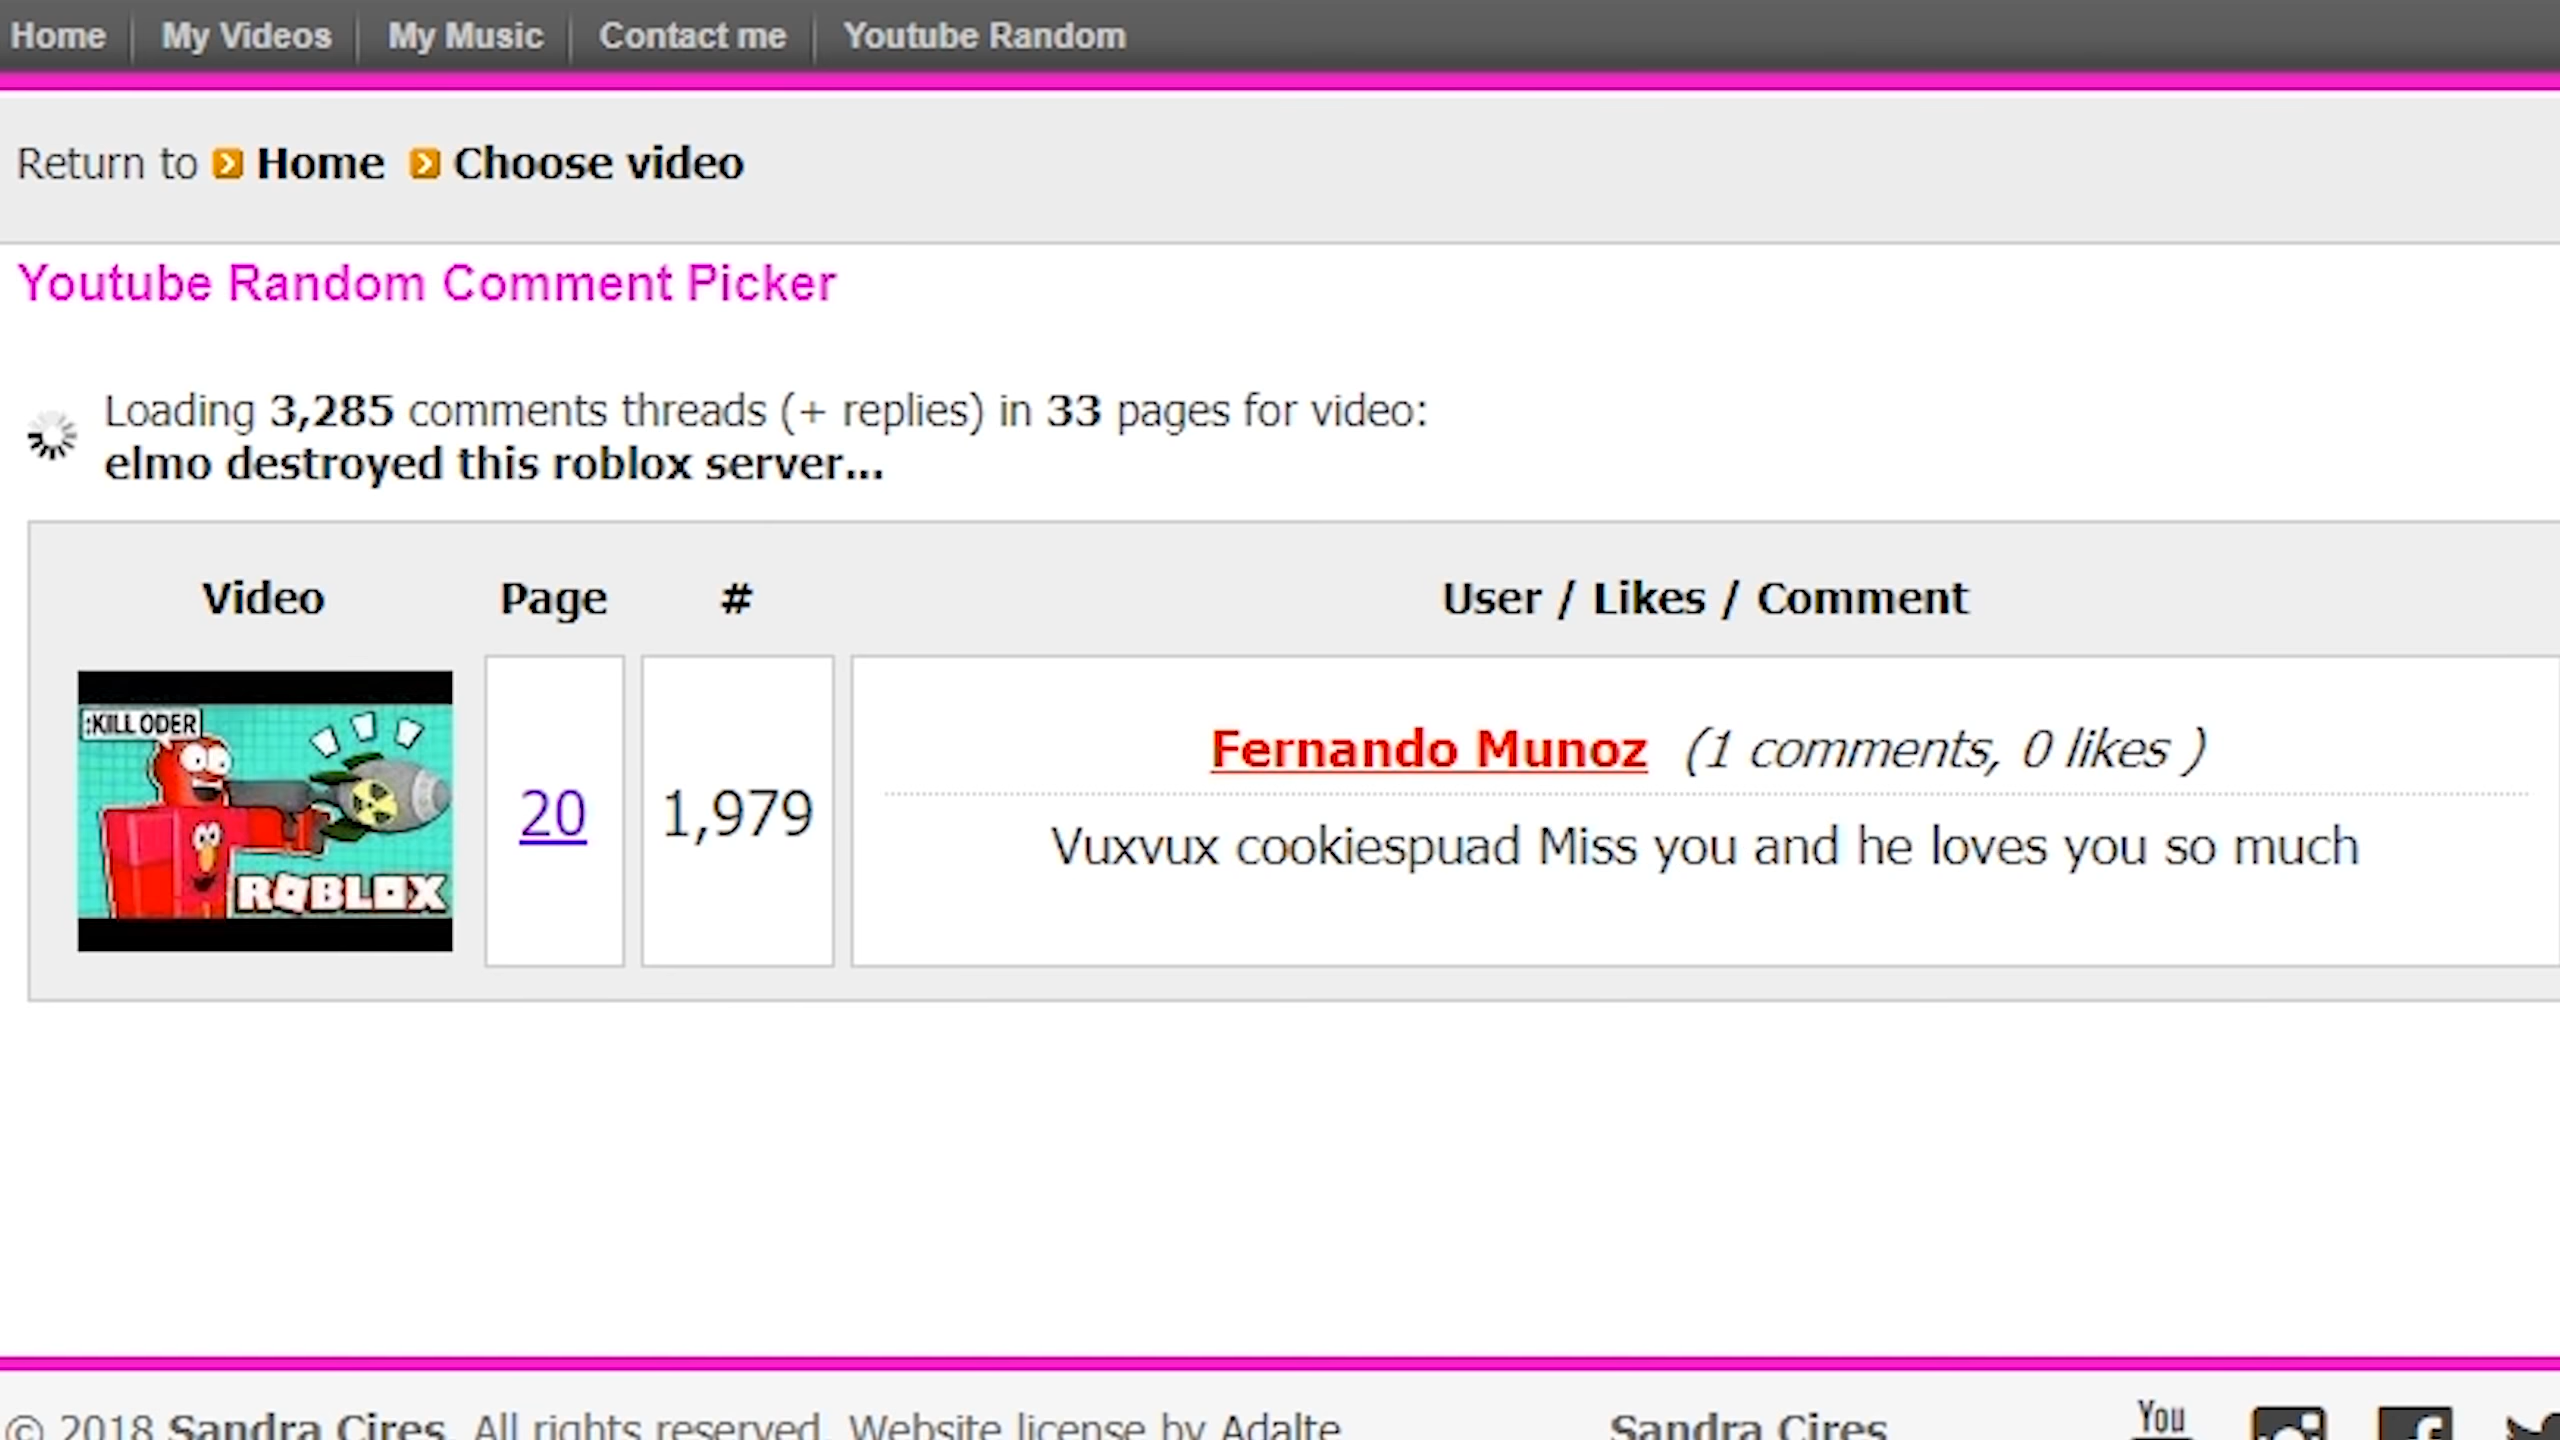 Home My Videos My Music Contact me Youtube Random
Return to Home Choose video
Youtube Random Comment Picker
Loading 3,285 comments threads (+ replies) in 33 pages for video:
elmo destroyed this roblox server...
Video Page # User / Likes / Comment
:KILL ODER
ROBLOX
20
1,979
Fernando Munoz (1 comments, 0 likes )
Vuxvux cookiespuad Miss you and he loves you so much
© 2018 Sandra Cires. All rights reserved. Website license by Adalte
Sandra Cires
You